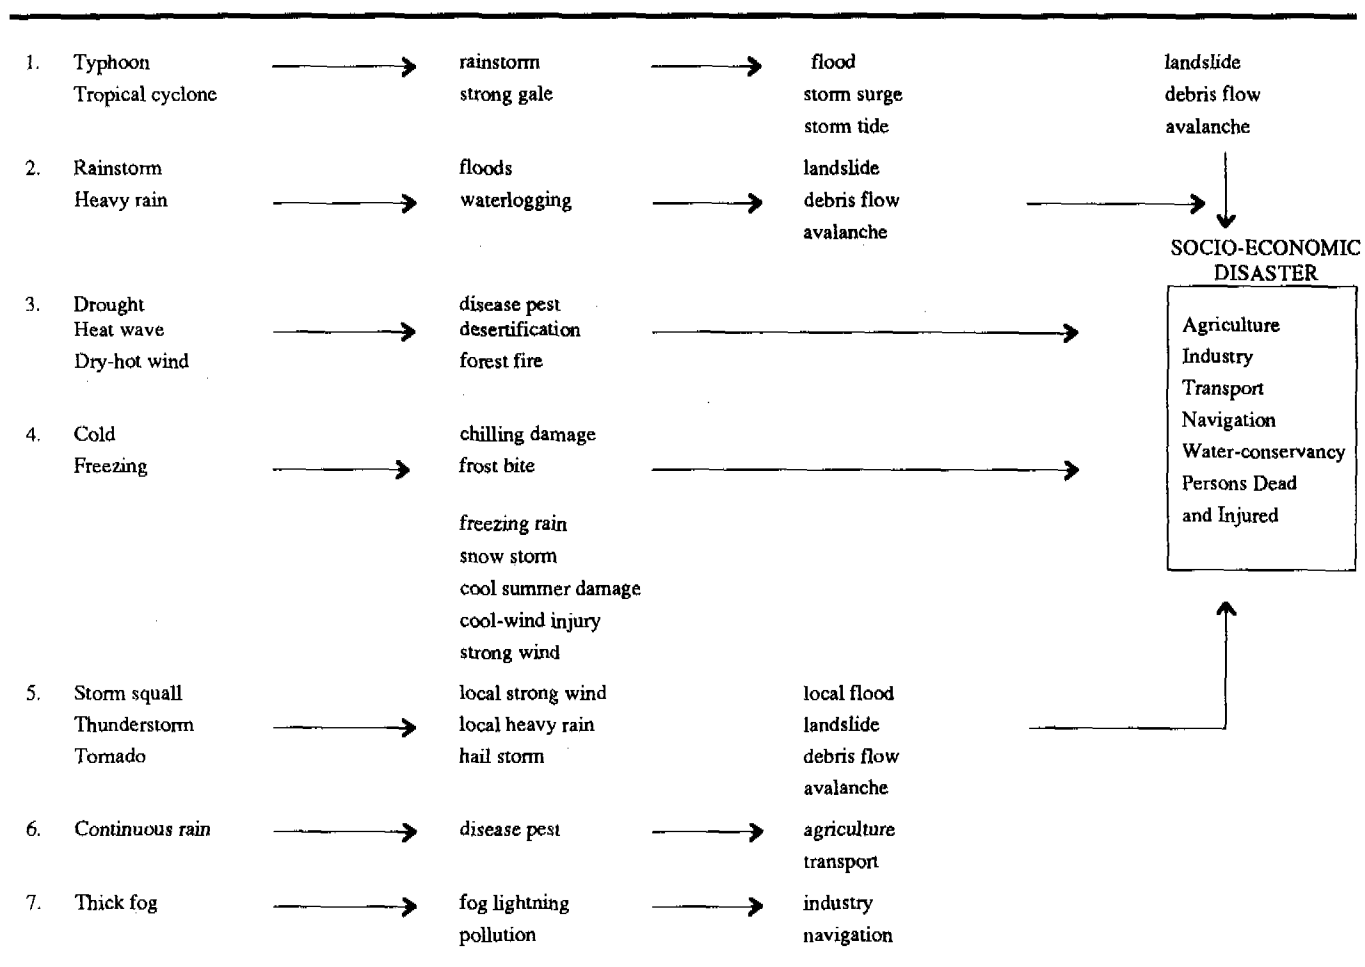 1. Typhoon rainstorm flood landslide
Tropical cyclone strong gale storm surge debris flow
storm tide avalanche
2. Rainstorm floods landslide
Heavy rain waterlogging debris flow
avalanche
SOCIO-ECONOMIC
DISASTER
3. Drought disease pest
Heat wave desertification
Dry-hot wind forest fire
Agriculture
Industry
Transport
Navigation
Water-conservancy
Persons Dead
and Injured
4. Cold chilling damage
Freezing frost bite
freezing rain
snow storm
cool summer damage
cool-wind injury
strong wind
5. Storm squall local strong wind local flood
Thunderstorm local heavy rain landslide
Tornado hail storm debris flow
avalanche
6. Continuous rain disease pest agriculture
transport
7. Thick fog fog lightning industry
pollution navigation